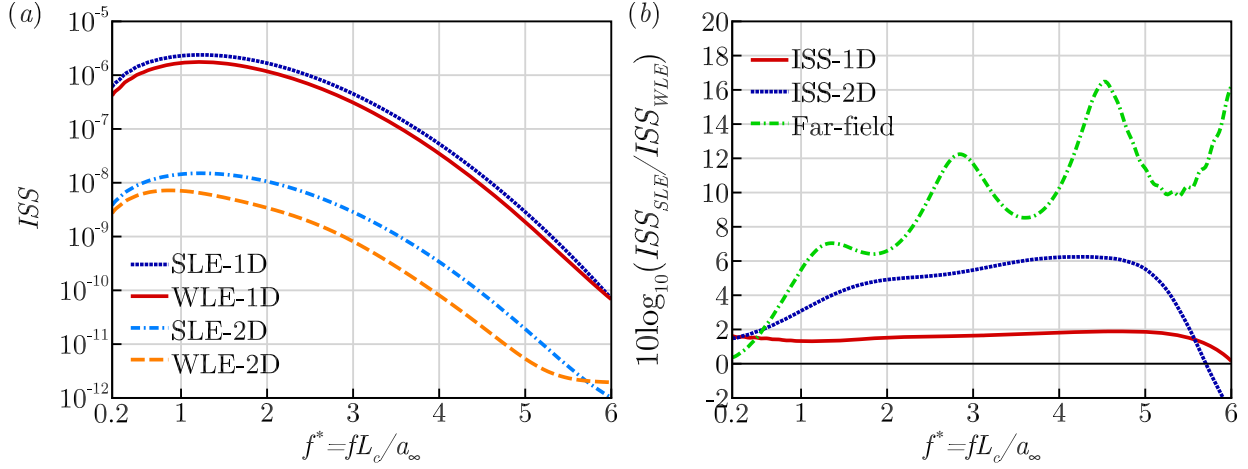 (a)
10^-5
10^-6
10^-7
10^-8
10^-9
10^-10
10^-11
10^-12
ISS
SLE-1D
WLE-1D
SLE-2D
WLE-2D
0.2 1 2 3 4 5 6
f^*=fL_c/a_∞
(b)
20
18
16
14
12
10
8
6
4
2
0
-2
10log_10(ISS_SLE/ISS_WLE)
ISS-1D
ISS-2D
Far-field
0.2 1 2 3 4 5 6
f^*=fL_c/a_∞